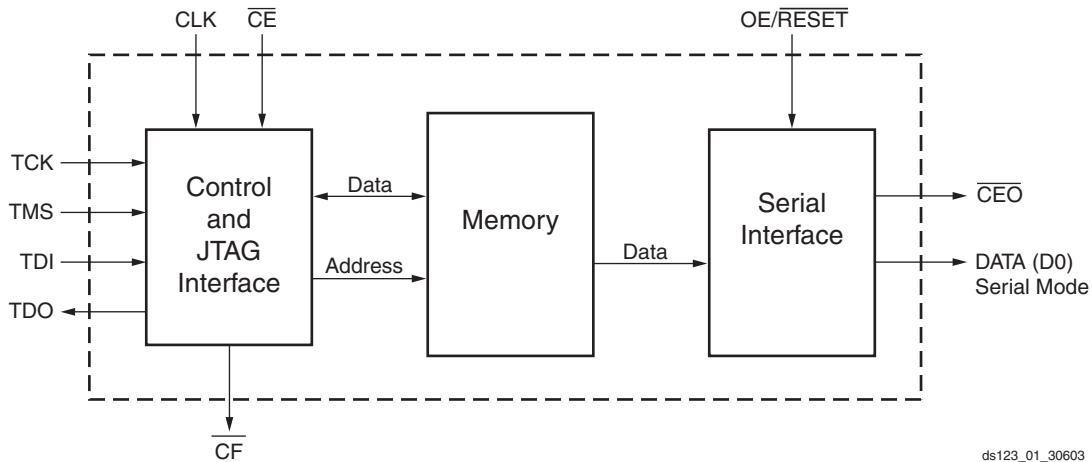 CLK
CE
OE/RESET
TCK
TMS
TDI
TDO
Control
and
JTAG
Interface
Data
Address
Memory
Data
Serial
Interface
CEO
DATA (D0)
Serial Mode
CF
ds123_01_30603